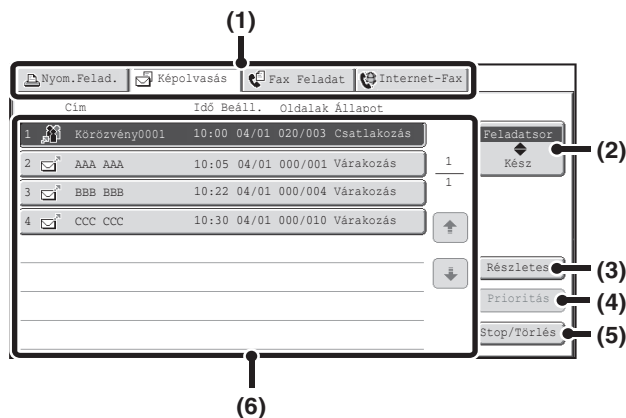 (1)
Nyom.Felad. Képolvasás Fax Feladat Internet-Fax
Cím Idő Beáll. Oldalak Állapot
1 Körözvény0001 10:00 04/01 020/003 Csatlakozás
2 AAA AAA 10:05 04/01 000/001 Várakozás
3 BBB BBB 10:22 04/01 000/004 Várakozás
4 CCC CCC 10:30 04/01 000/010 Várakozás
1
1
Feladatsor
Kész
(2)
Részletes
(3)
Prioritás
(4)
Stop/Törlés
(5)
(6)